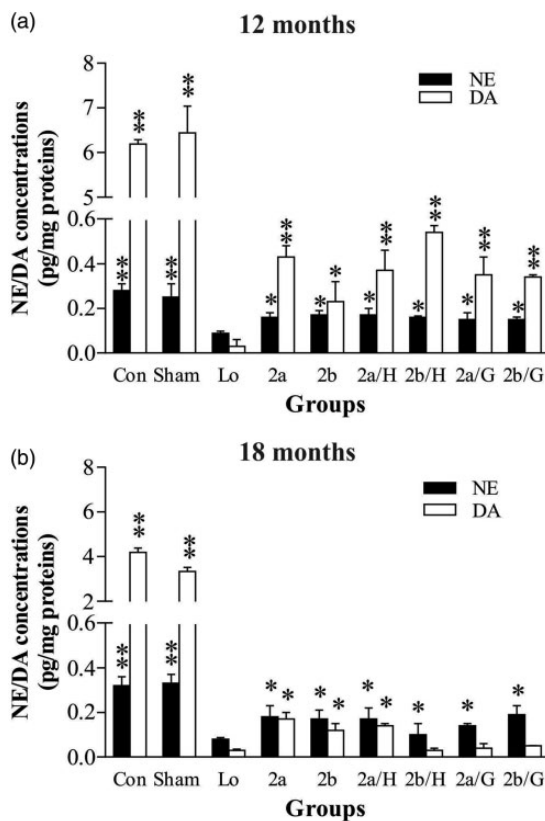 (a)
12 months
NE
DA
NE/DA concentrations
(pg/mg proteins)
7
6
5
0.6
0.4
0.2
0.0
** ** ** ** * ** * * * ** * ** * ** * **
Con Sham Lo 2a 2b 2a/H 2b/H 2a/G 2b/G
Groups
(b)
18 months
NE
DA
NE/DA concentrations
(pg/mg proteins)
8
6
4
2
0.6
0.4
0.2
0.0
** ** ** ** * * * * * * * * *
Con Sham Lo 2a 2b 2a/H 2b/H 2a/G 2b/G
Groups